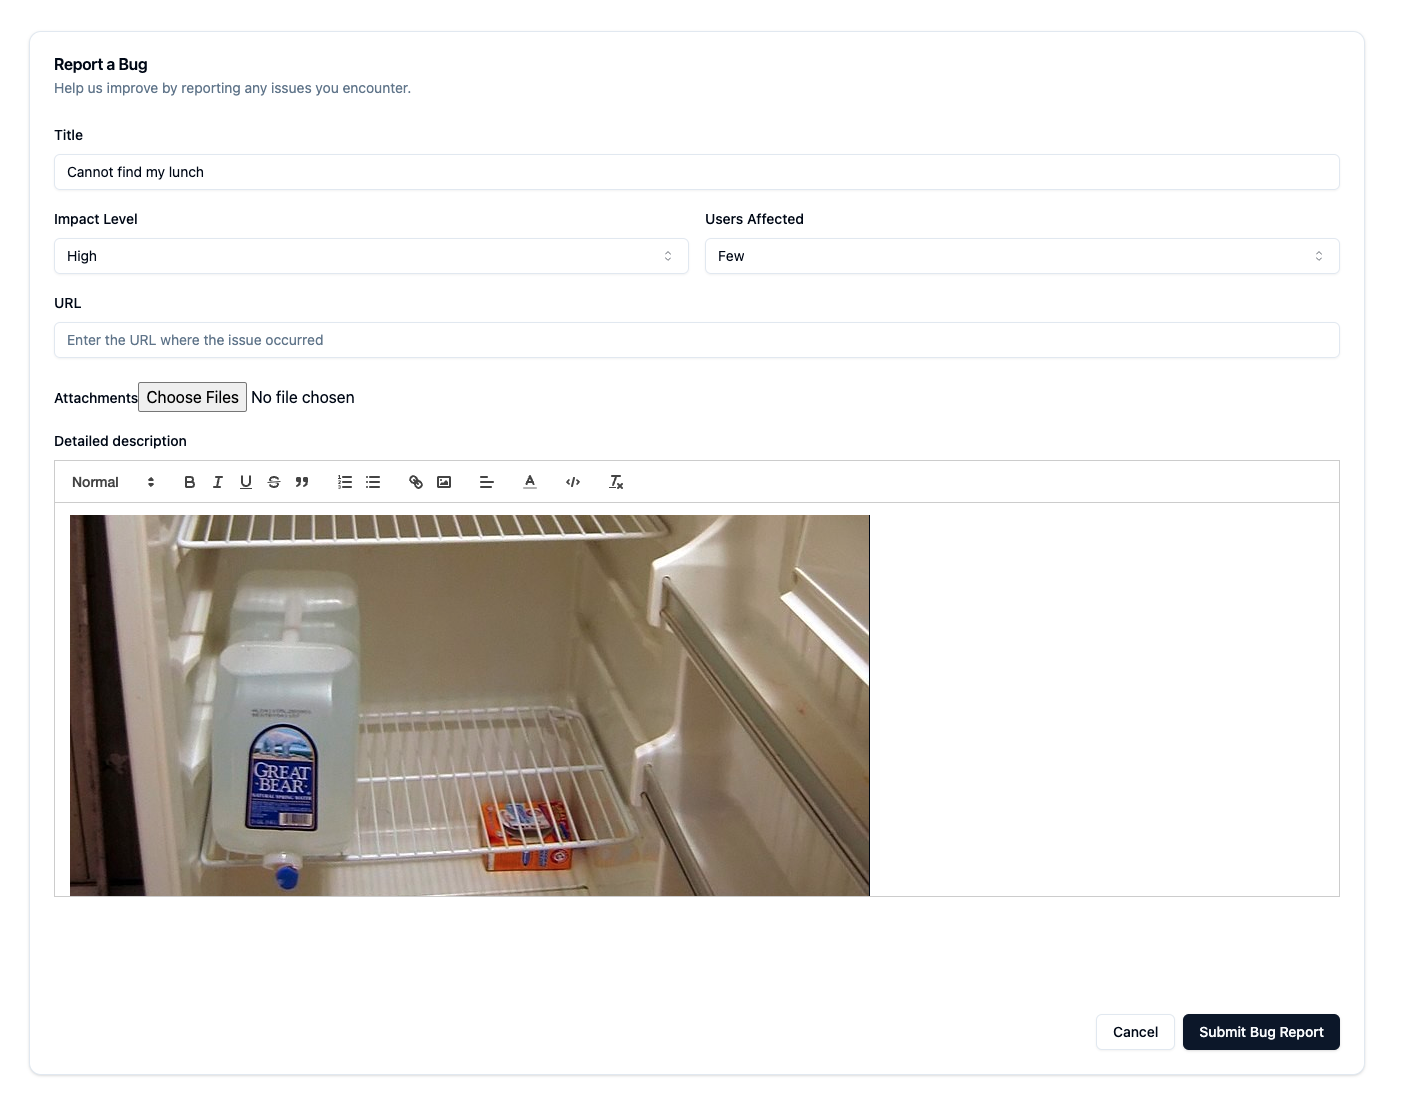 Report a Bug
Help us improve by reporting any issues you encounter.
Title
Cannot find my lunch
Impact Level
Users Affected
High
Few
URL
Enter the URL where the issue occurred
Attachments Choose Files No file chosen
Detailed description
Normal
GREAT
BEAR
NATURAL SPRING WATER
Cancel
Submit Bug Report